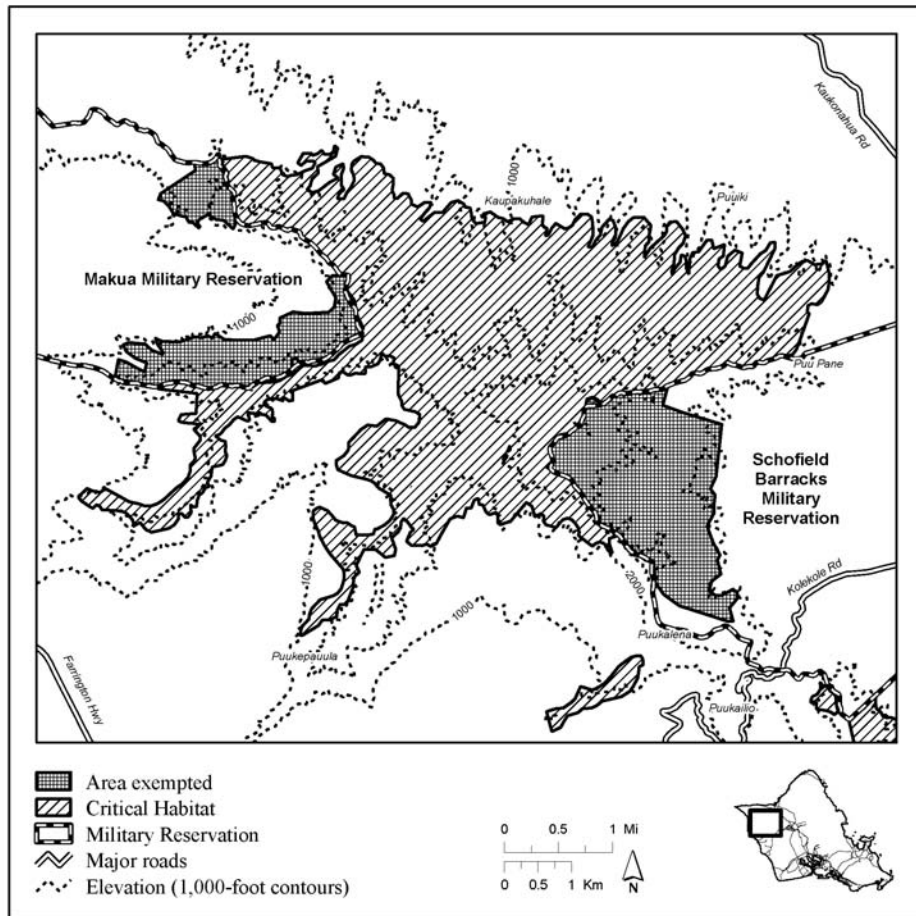 Kaukonahua Rd
1000
Kaupakuhale
Puuiki
Makua Military Reservation
1000
Puu Pane
Schofield
Barracks
Military
Reservation
Kolekole Rd
1000
2000
1000
Puukalena
Puukepauula
Farrington Hwy
Puukailio
Area exempted
Critical Habitat
Military Reservation
Major roads
Elevation (1,000-foot contours)
0 0.5 1 Mi
0 0.5 1 Km
N